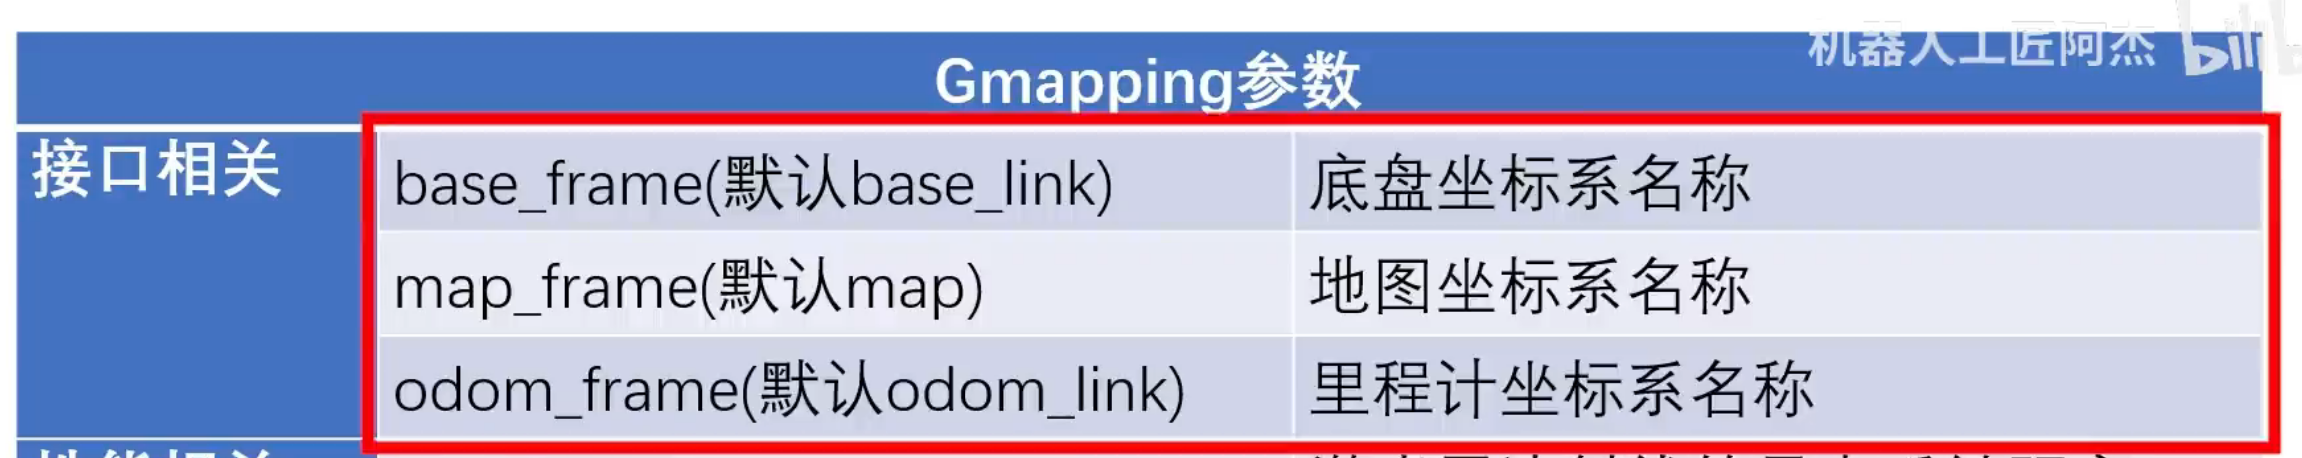 机器人工匠阿杰 bili
Gmapping参数
接口相关
base_frame(默认base_link)
底盘坐标系名称
map_frame(默认map)
地图坐标系名称
odom_frame(默认odom_link)
里程计坐标系名称